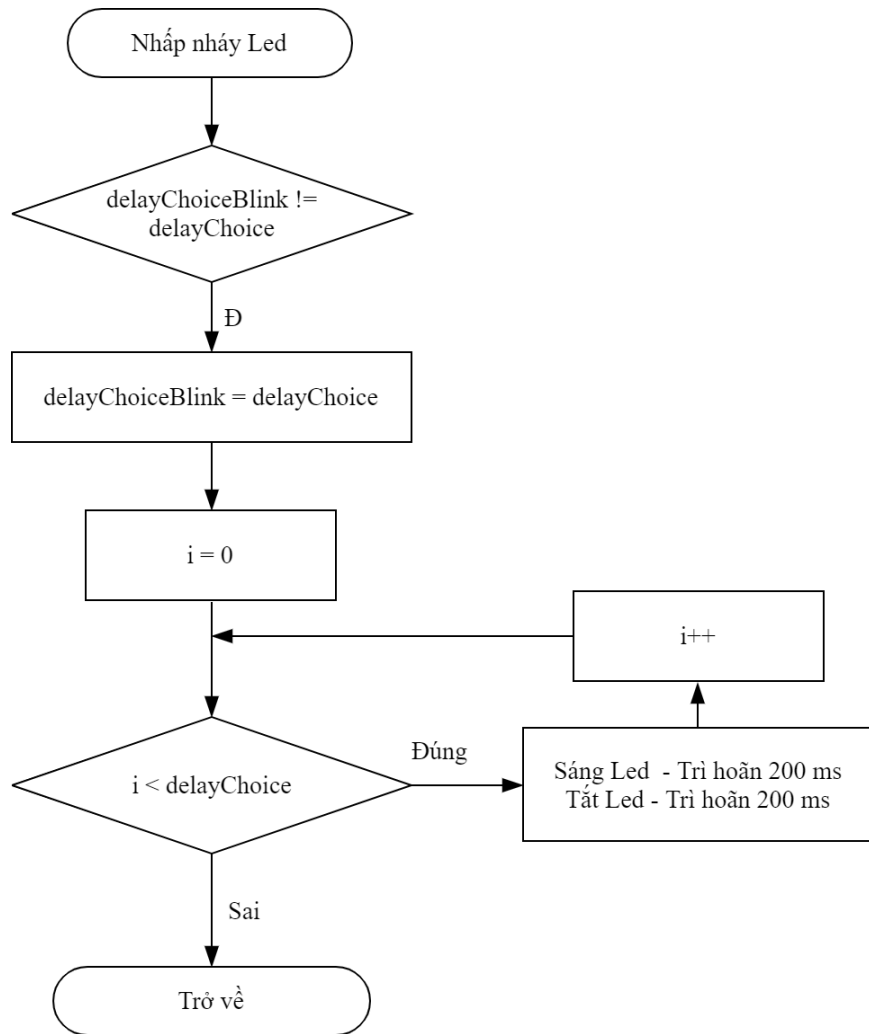 Nhấp nháy Led
delayChoiceBlink !=
delayChoice
Đ
delayChoiceBlink = delayChoice
i = 0
i++
i < delayChoice
Đúng
Sáng Led - Trì hoãn 200 ms
Tắt Led - Trì hoãn 200 ms
Sai
Trở về